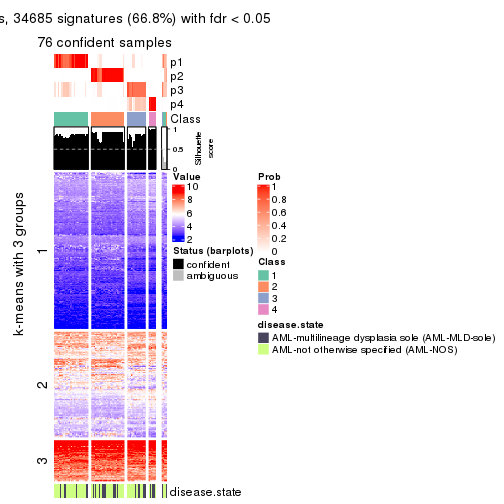 s, 34685 signatures (66.8%) with fdr < 0.05
76 confident samples
p1
p2
p3
p4
Class
1
0.5
0
Silhouette
score
k-means with 3 groups
1
2
3
disease.state
Value
10
8
6
4
2
Status (barplots)
confident
ambiguous
Prob
1
0.8
0.6
0.4
0.2
0
Class
1
2
3
4
disease.state
AML-multilineage dysplasia sole (AML-MLD-sole)
AML-not otherwise specified (AML-NOS)